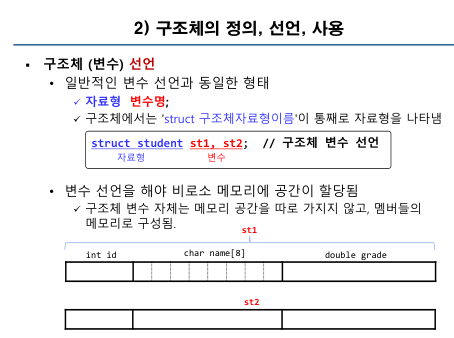 2) 구조체의 정의, 선언, 사용
▪ 구조체 (변수) 선언
• 일반적인 변수 선언과 동일한 형태
✓ 자료형 변수명;
✓ 구조체에서는 'struct 구조체자료형이름'이 통째로 자료형을 나타냄
struct student st1, st2; // 구조체 변수 선언
자료형 변수
• 변수 선언을 해야 비로소 메모리에 공간이 할당됨
✓ 구조체 변수 자체는 메모리 공간을 따로 가지지 않고, 멤버들의
메모리로 구성됨.
st1
int id char name[8] double grade
st2